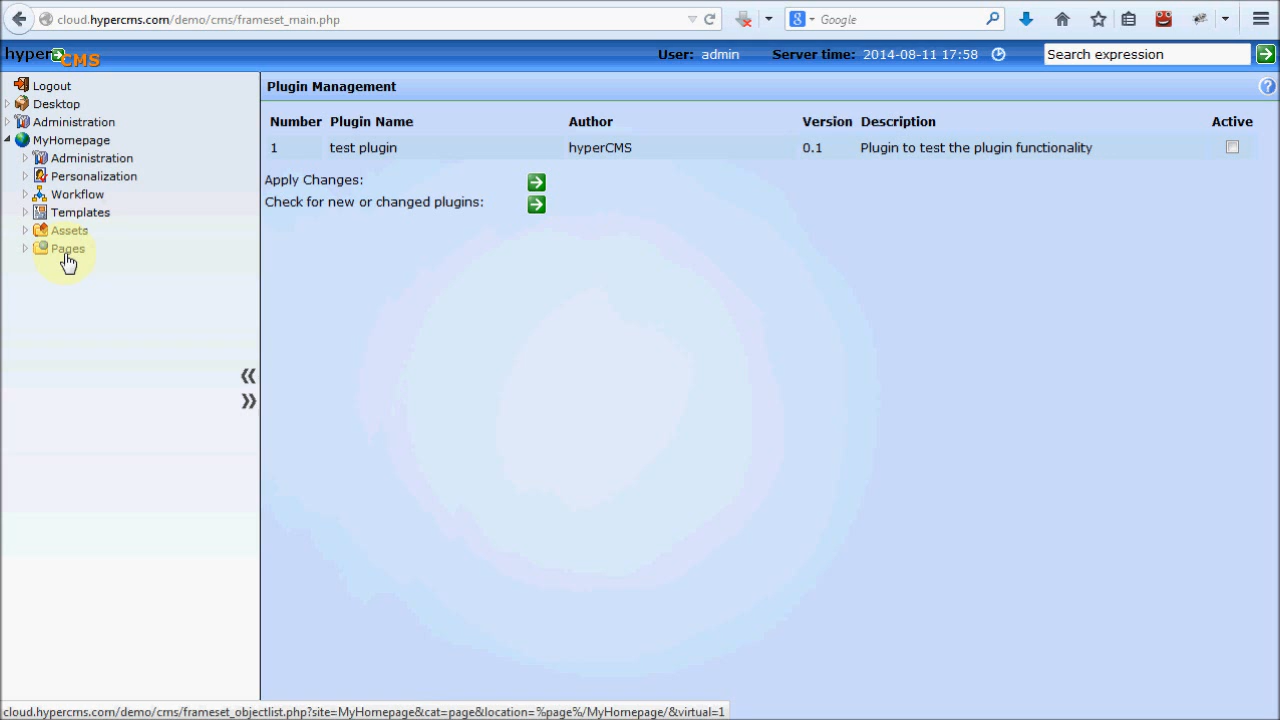 cloud.hypercms.com/demo/cms/frameset_main.php
Google
hyperCMS
User: admin
Server time: 2014-08-11 17:58
Search expression
Logout
Desktop
Administration
MyHomepage
Administration
Personalization
Workflow
Templates
Assets
Pages
Plugin Management
Number Plugin Name Author Version Description Active
1 test plugin hyperCMS 0.1 Plugin to test the plugin functionality
Apply Changes:
Check for new or changed plugins:
cloud.hypercms.com/demo/cms/frameset_objectlist.php?site=MyHomepage&cat=page&location=%page%/MyHomepage/&virtual=1